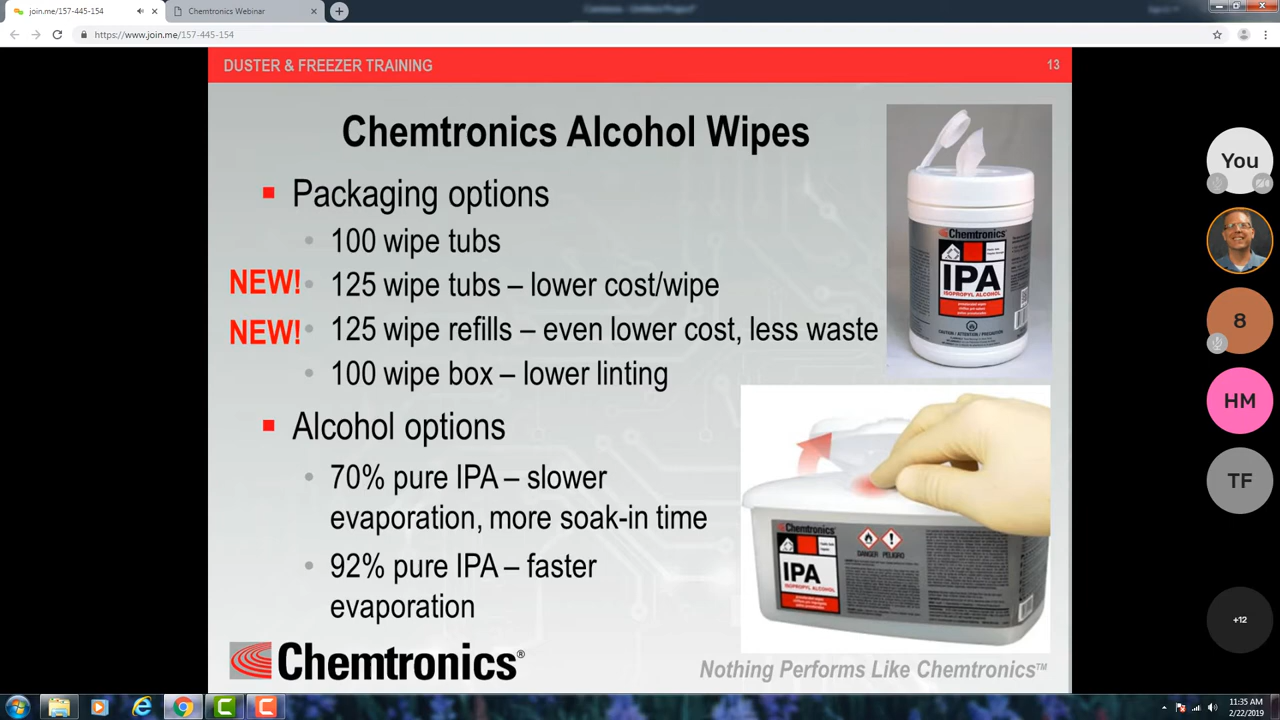 join.me/157-445-154
Chemtronics Webinar
https://www.join.me/157-445-154
DUSTER & FREEZER TRAINING
13
Chemtronics Alcohol Wipes
Packaging options
100 wipe tubs
NEW! 125 wipe tubs – lower cost/wipe
NEW! 125 wipe refills – even lower cost, less waste
100 wipe box – lower linting
Alcohol options
70% pure IPA – slower
evaporation, more soak-in time
92% pure IPA – faster
evaporation
Chemtronics®
Nothing Performs Like Chemtronics™
Chemtronics
IPA
ISOPROPYL ALCOHOL
Chemtronics
DANGER PELIGRO
IPA
ISOPROPYL ALCOHOL
You
8
HM
TF
+12
11:35 AM
2/22/2019